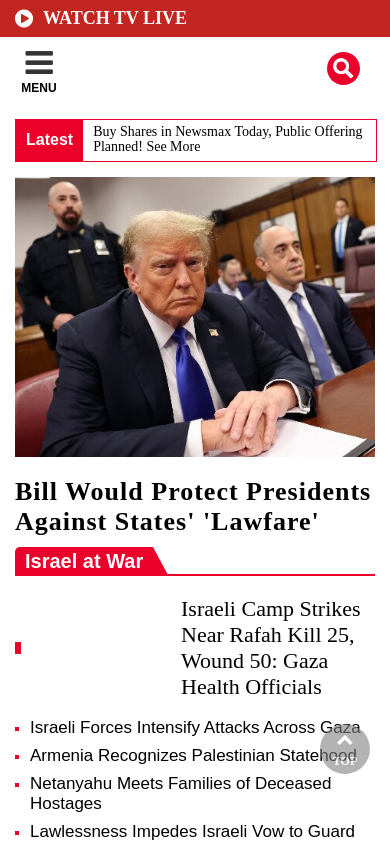 WATCH TV LIVE
MENU
Latest
Buy Shares in Newsmax Today, Public Offering
Planned! See More
Bill Would Protect Presidents
Against States' 'Lawfare'
Israel at War
Israeli Camp Strikes
Near Rafah Kill 25,
Wound 50: Gaza
Health Officials
Israeli Forces Intensify Attacks Across Gaza
Armenia Recognizes Palestinian Statehood
TOP
Netanyahu Meets Families of Deceased
Hostages
Lawlessness Impedes Israeli Vow to Guard